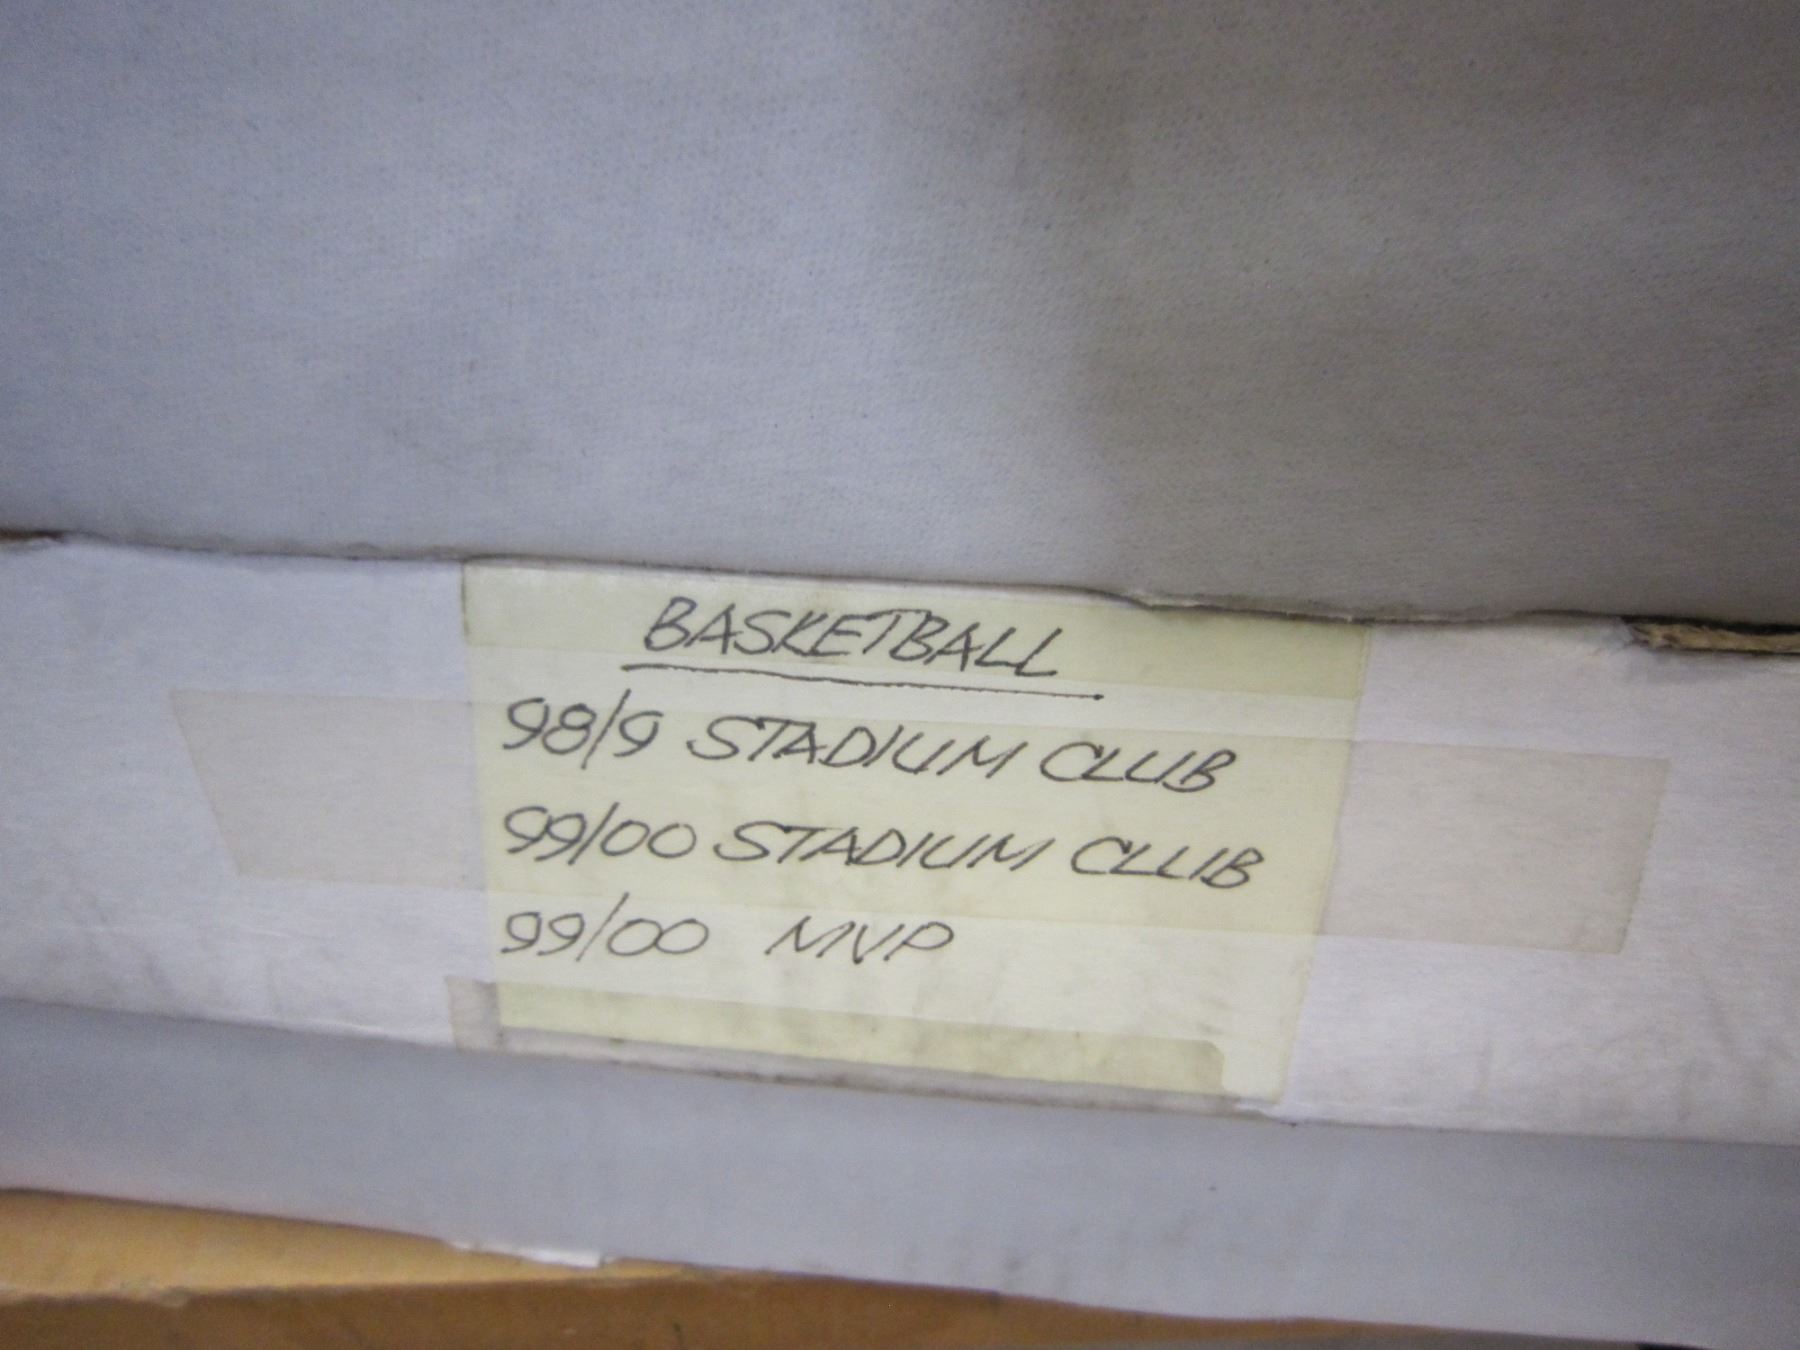 BASKETBALL
98/9 STADIUM CLUB
99/00 STADIUM CLUB
99/00 MVP